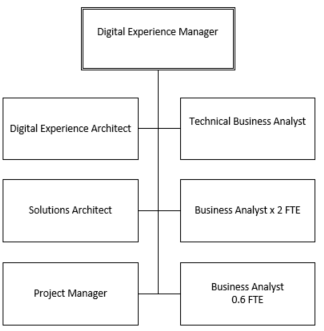 Digital Experience Manager
Digital Experience Architect
Technical Business Analyst
Solutions Architect
Business Analyst x 2 FTE
Project Manager
Business Analyst
0.6 FTE